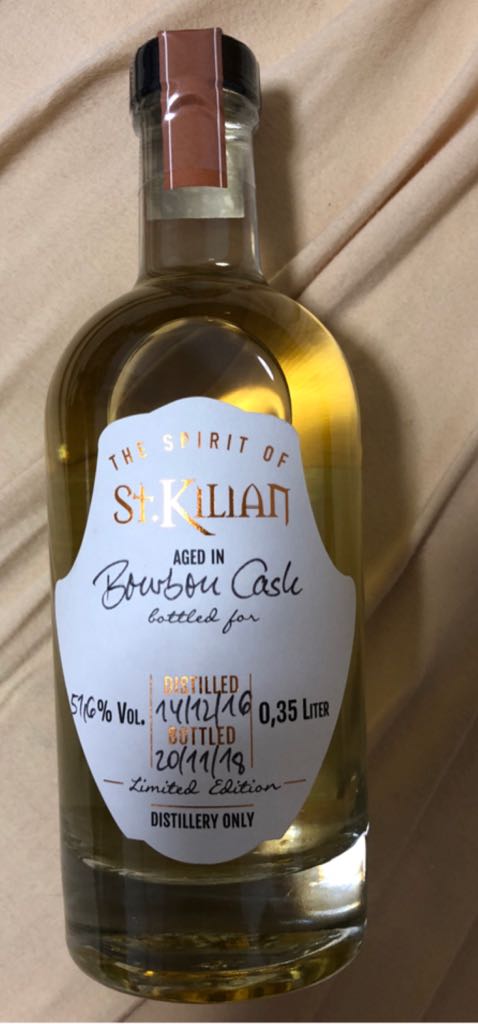 THE SPIRIT OF
St. Kilian
AGED IN
Bourbon Cask
bottled for
DISTILLED
51,6% VOL. 14/12/16 0,35 LITER
BOTTLED
20/11/18
Limited Edition
DISTILLERY ONLY